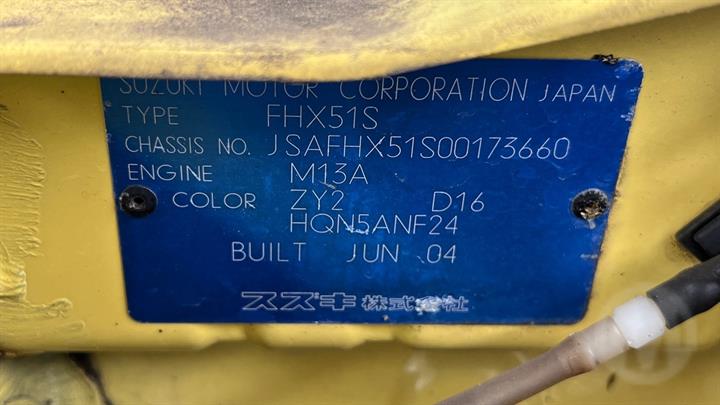 SUZUKI MOTOR CORPORATION JAPAN
TYPE FHX51S
CHASSIS NO. JSAFHX51S00173660
ENGINE M13A
COLOR ZY2 D16
HQN5ANF24
BUILT JUN 04
スズキ株式会社